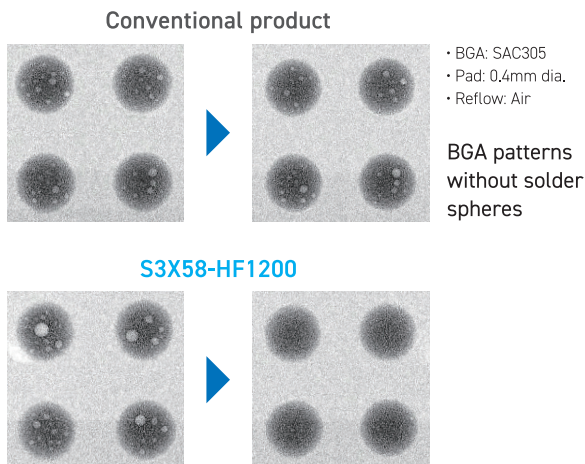 Conventional product
・BGA: SAC305
・Pad: 0.4mm dia.
・Reflow: Air
BGA patterns
without solder
spheres
S3X58-HF1200